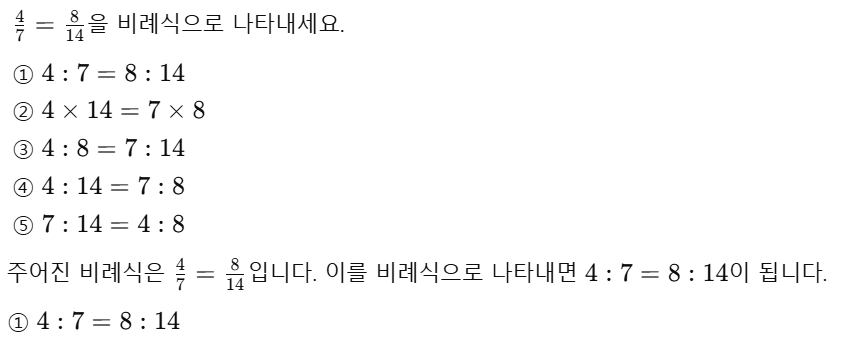 $\frac{4}{7} = \frac{8}{14}$을 비례식으로 나타내세요.
① 4 : 7 = 8 : 14
② 4 × 14 = 7 × 8
③ 4 : 8 = 7 : 14
④ 4 : 14 = 7 : 8
⑤ 7 : 14 = 4 : 8
주어진 비례식은 $\frac{4}{7} = \frac{8}{14}$입니다. 이를 비례식으로 나타내면 4 : 7 = 8 : 14이 됩니다.
① 4 : 7 = 8 : 14